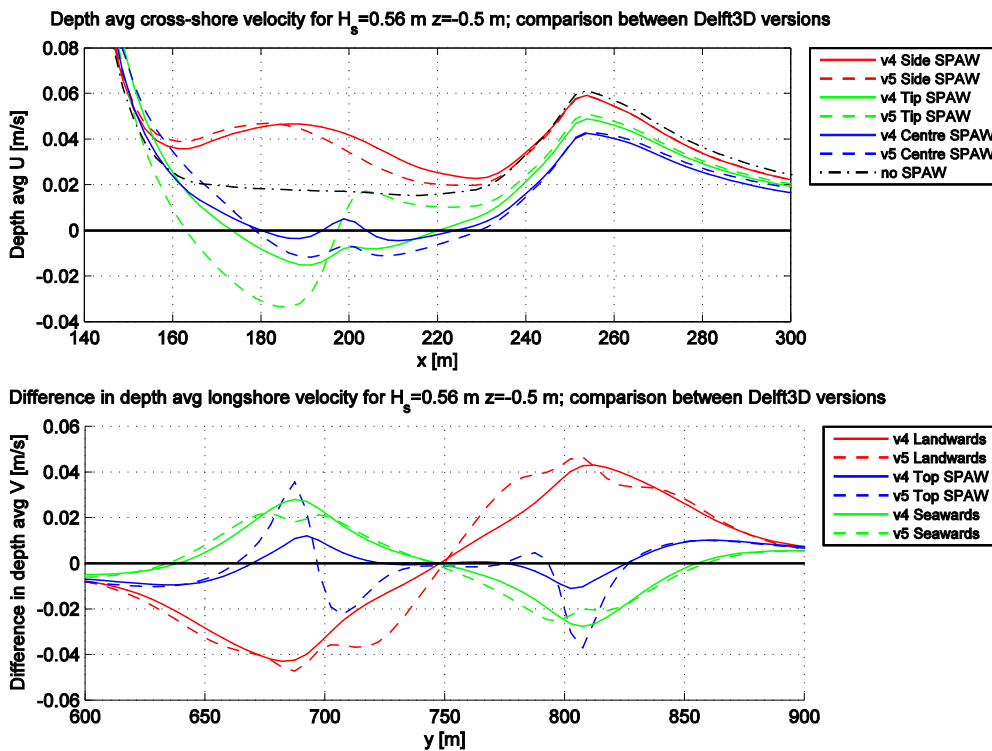 Depth avg cross-shore velocity for Hs=0.56 m z=-0.5 m; comparison between Delft3D versions
0.08
0.06
0.04
0.02
0
-0.02
-0.04
Depth avg U [m/s]
140 160 180 200 220 240 260 280 300
x [m]
v4 Side SPAW
v5 Side SPAW
v4 Tip SPAW
v5 Tip SPAW
v4 Centre SPAW
v5 Centre SPAW
no SPAW
Difference in depth avg longshore velocity for Hs=0.56 m z=-0.5 m; comparison between Delft3D versions
0.06
0.04
0.02
0
-0.02
-0.04
-0.06
Difference in depth avg V [m/s]
600 650 700 750 800 850 900
y [m]
v4 Landwards
v5 Landwards
v4 Top SPAW
v5 Top SPAW
v4 Seawards
v5 Seawards